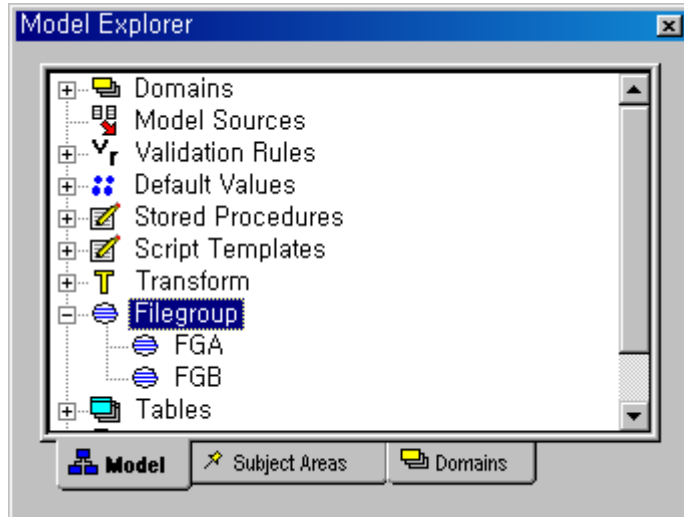 Model Explorer
Domains
Model Sources
Validation Rules
Default Values
Stored Procedures
Script Templates
Transform
Filegroup
FGA
FGB
Tables
Model Subject Areas Domains